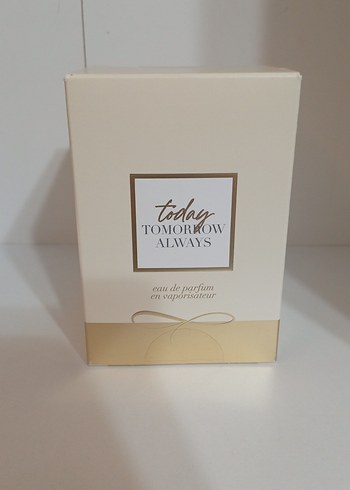 today
TOMORROW
ALWAYS
eau de parfum
en vaporisateur